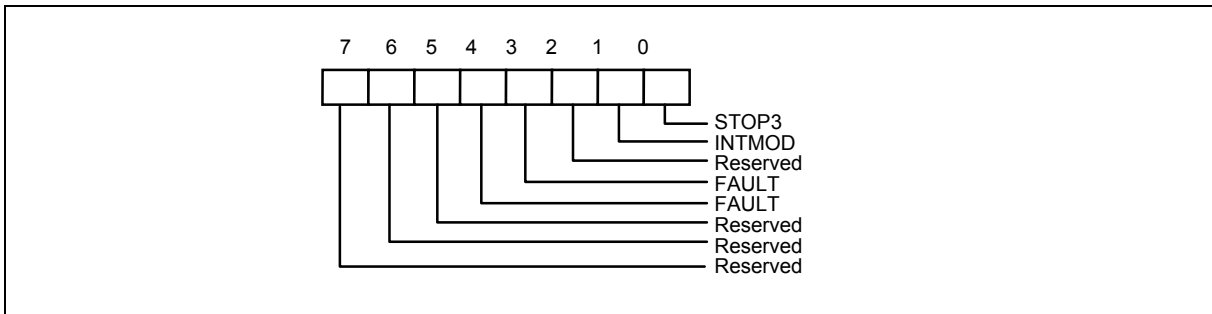 7 6 5 4 3 2 1 0
STOP3
INTMOD
Reserved
FAULT
FAULT
Reserved
Reserved
Reserved